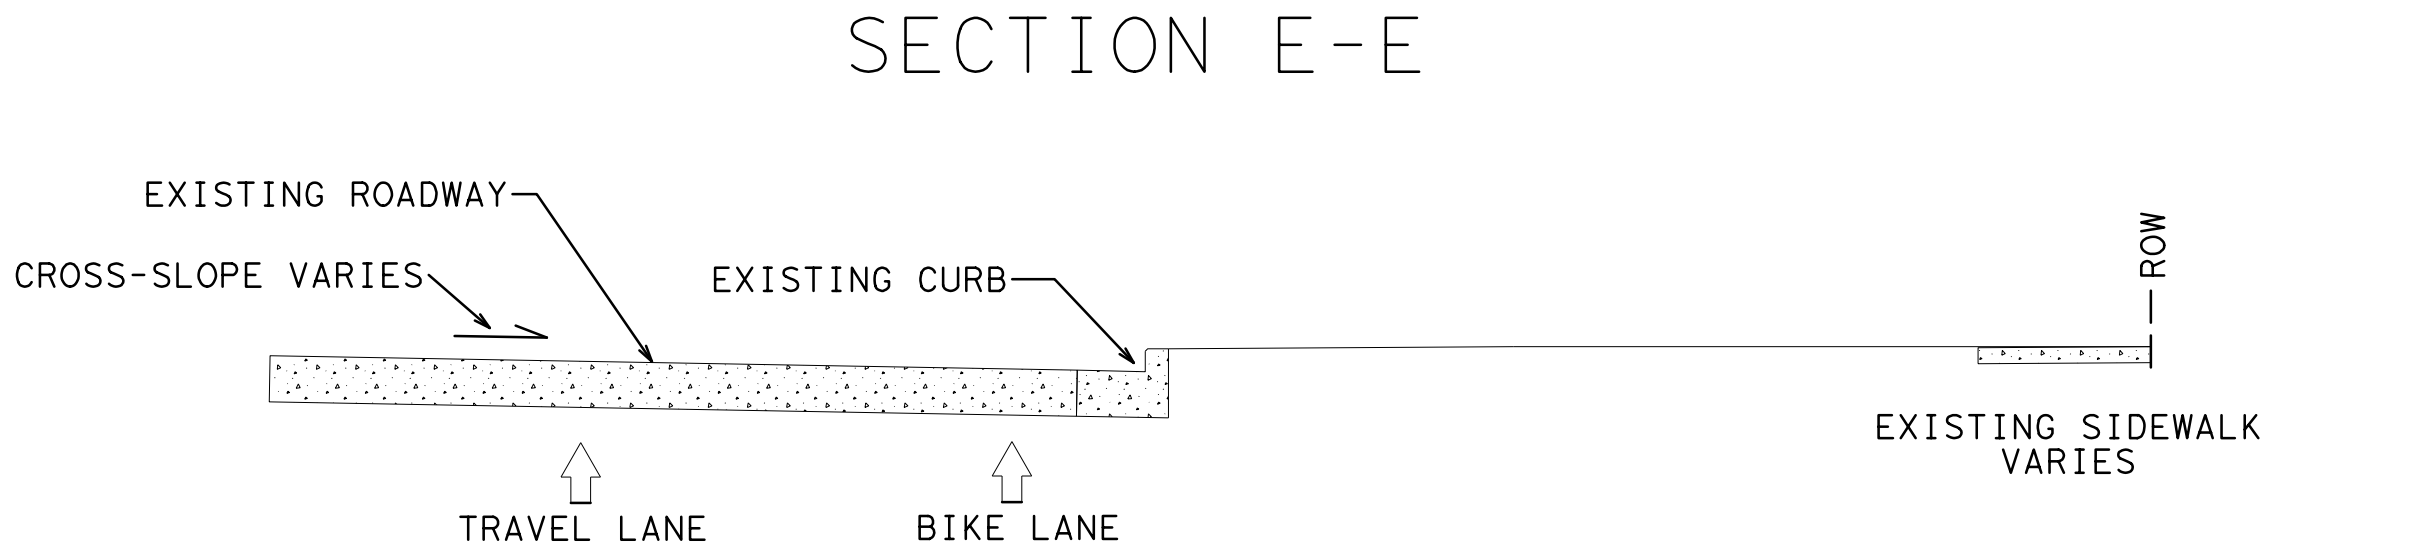 SECTION E-E
EXISTING ROADWAY
CROSS-SLOPE VARIES
EXISTING CURB
ROW
EXISTING SIDEWALK
VARIES
TRAVEL LANE
BIKE LANE